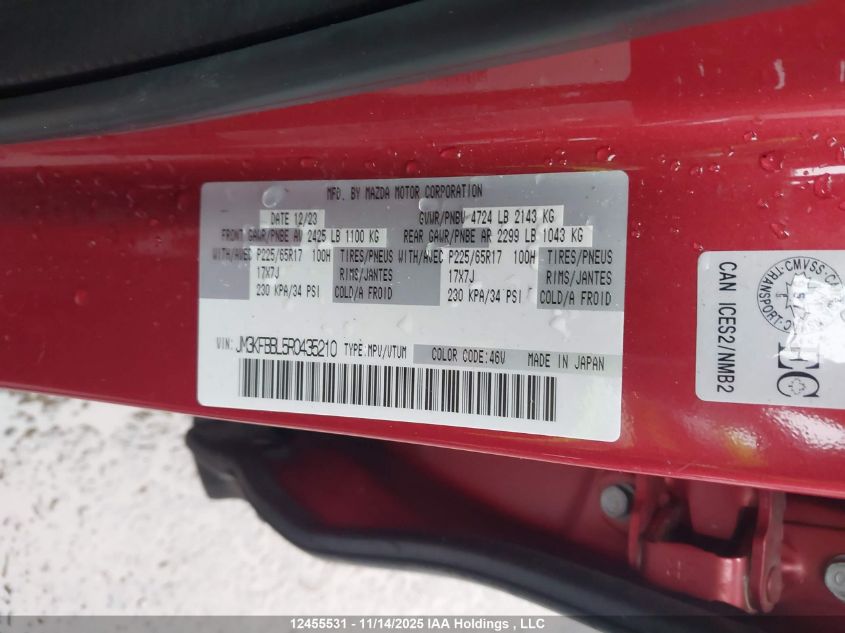 MFD. BY MAZDA MOTOR CORPORATION
DATE 12/23 GVWR/PNBV 4724 LB 2143 KG
FRONT GAWR/PNBE AV 2425 LB 1100 KG REAR GAWR/PNBE AR 2299 LB 1043 KG
WITH/AVEC P225/65R17 100H TIRES/PNEUS WITH/AVEC P225/65R17 100H TIRES/PNEUS
17X7J RIMS/JANTES 17X7J RIMS/JANTES
230 KPA/34 PSI COLD/A FROID 230 KPA/34 PSI COLD/A FROID
VIN: JM3KFBBL5R0435210 TYPE:MPV/VTUM COLOR CODE:46V MADE IN JAPAN
CAN ICES2/NMB2
TRANSPORT CMVSS
EC
12455531 - 11/14/2025 IAA Holdings , LLC